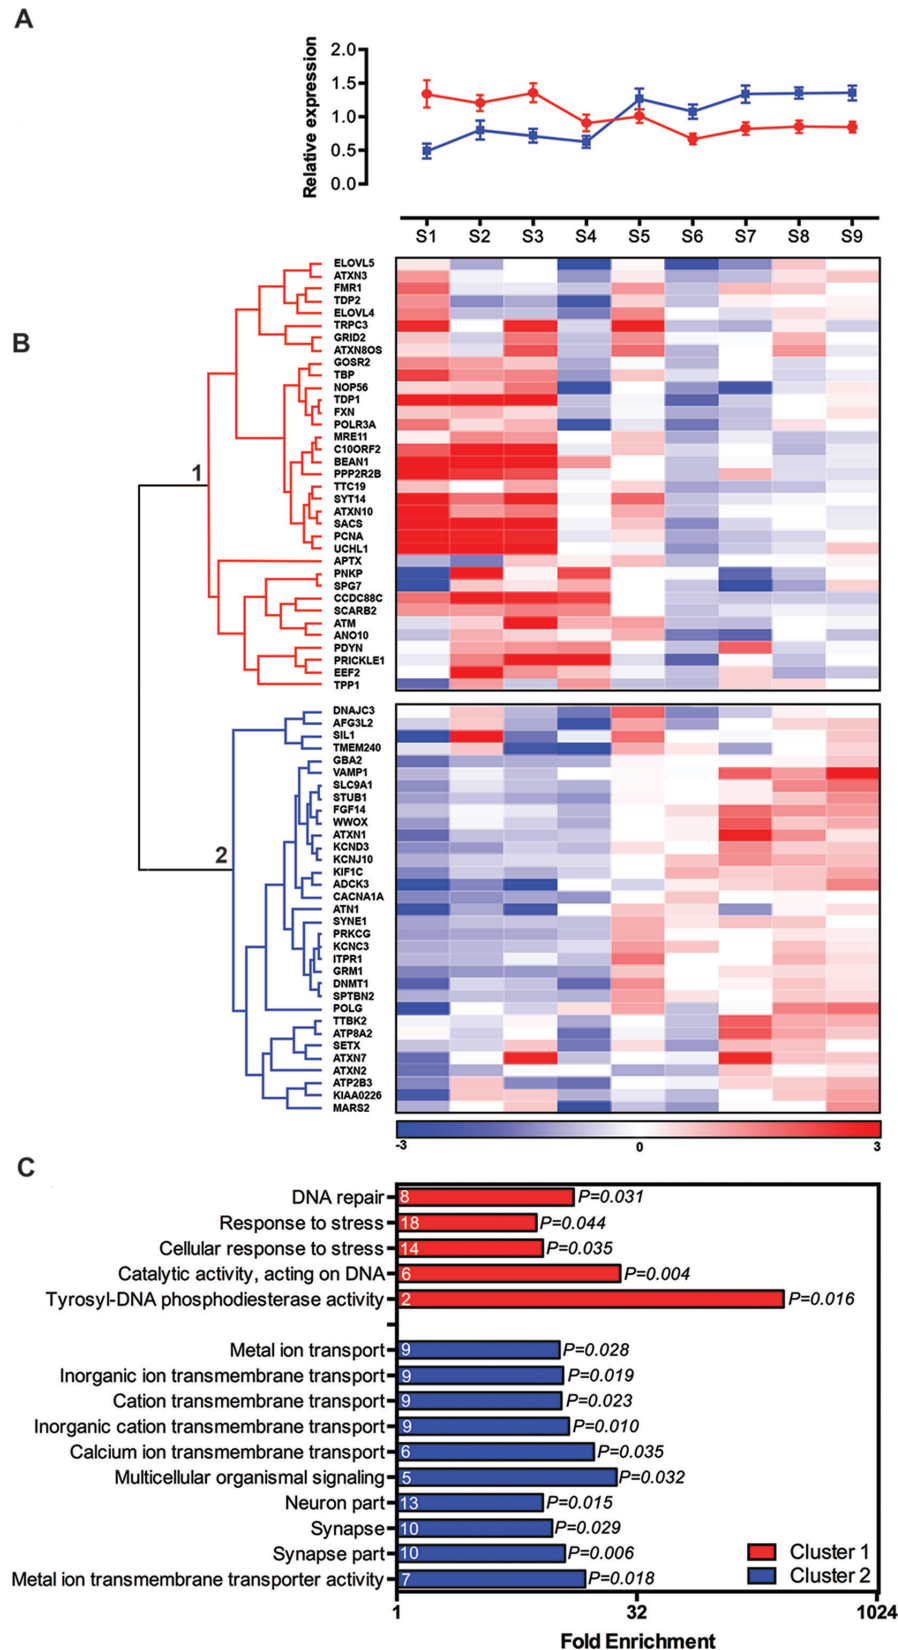 A
Relative expression
2.0
1.5
1.0
0.5
0.0
S1 S2 S3 S4 S5 S6 S7 S8 S9
B
1
ELOVL5
ATXN3
FMR1
TDP2
ELOVL4
TRPC3
GRID2
ATXN8OS
GOSR2
TBP
NOP56
TDP1
FXN
POLR3A
MRE11
C10ORF2
BEAN1
PPP2R2B
TTC19
SYT14
ATXN10
SACS
PCNA
UCHL1
APTX
PNKP
SPG7
CCDC88C
SCARB2
ATM
ANO10
PDYN
PRICKLE1
EEF2
TPP1
2
DNAJC3
AFG3L2
SIL1
TMEM240
GBA2
VAMP1
SLC9A1
STUB1
FGF14
WWOX
ATXN1
KCND3
KCNJ10
KIF1C
ADCK3
CACNA1A
ATN1
SYNE1
PRKCG
KCNC3
ITPR1
GRM1
DNMT1
SPTBN2
POLG
TTBK2
ATP8A2
SETX
ATXN7
ATXN2
ATP2B3
KIAA0226
MARS2
-3 0 3
C
DNA repair 8 P=0.031
Response to stress 18 P=0.044
Cellular response to stress 14 P=0.035
Catalytic activity, acting on DNA 6 P=0.004
Tyrosyl-DNA phosphodiesterase activity 2 P=0.016
Metal ion transport 9 P=0.028
Inorganic ion transmembrane transport 9 P=0.019
Cation transmembrane transport 9 P=0.023
Inorganic cation transmembrane transport 9 P=0.010
Calcium ion transmembrane transport 6 P=0.035
Multicellular organismal signaling 5 P=0.032
Neuron part 13 P=0.015
Synapse 10 P=0.029
Synapse part 10 P=0.006
Metal ion transmembrane transporter activity 7 P=0.018
Cluster 1
Cluster 2
1 32 1024
Fold Enrichment